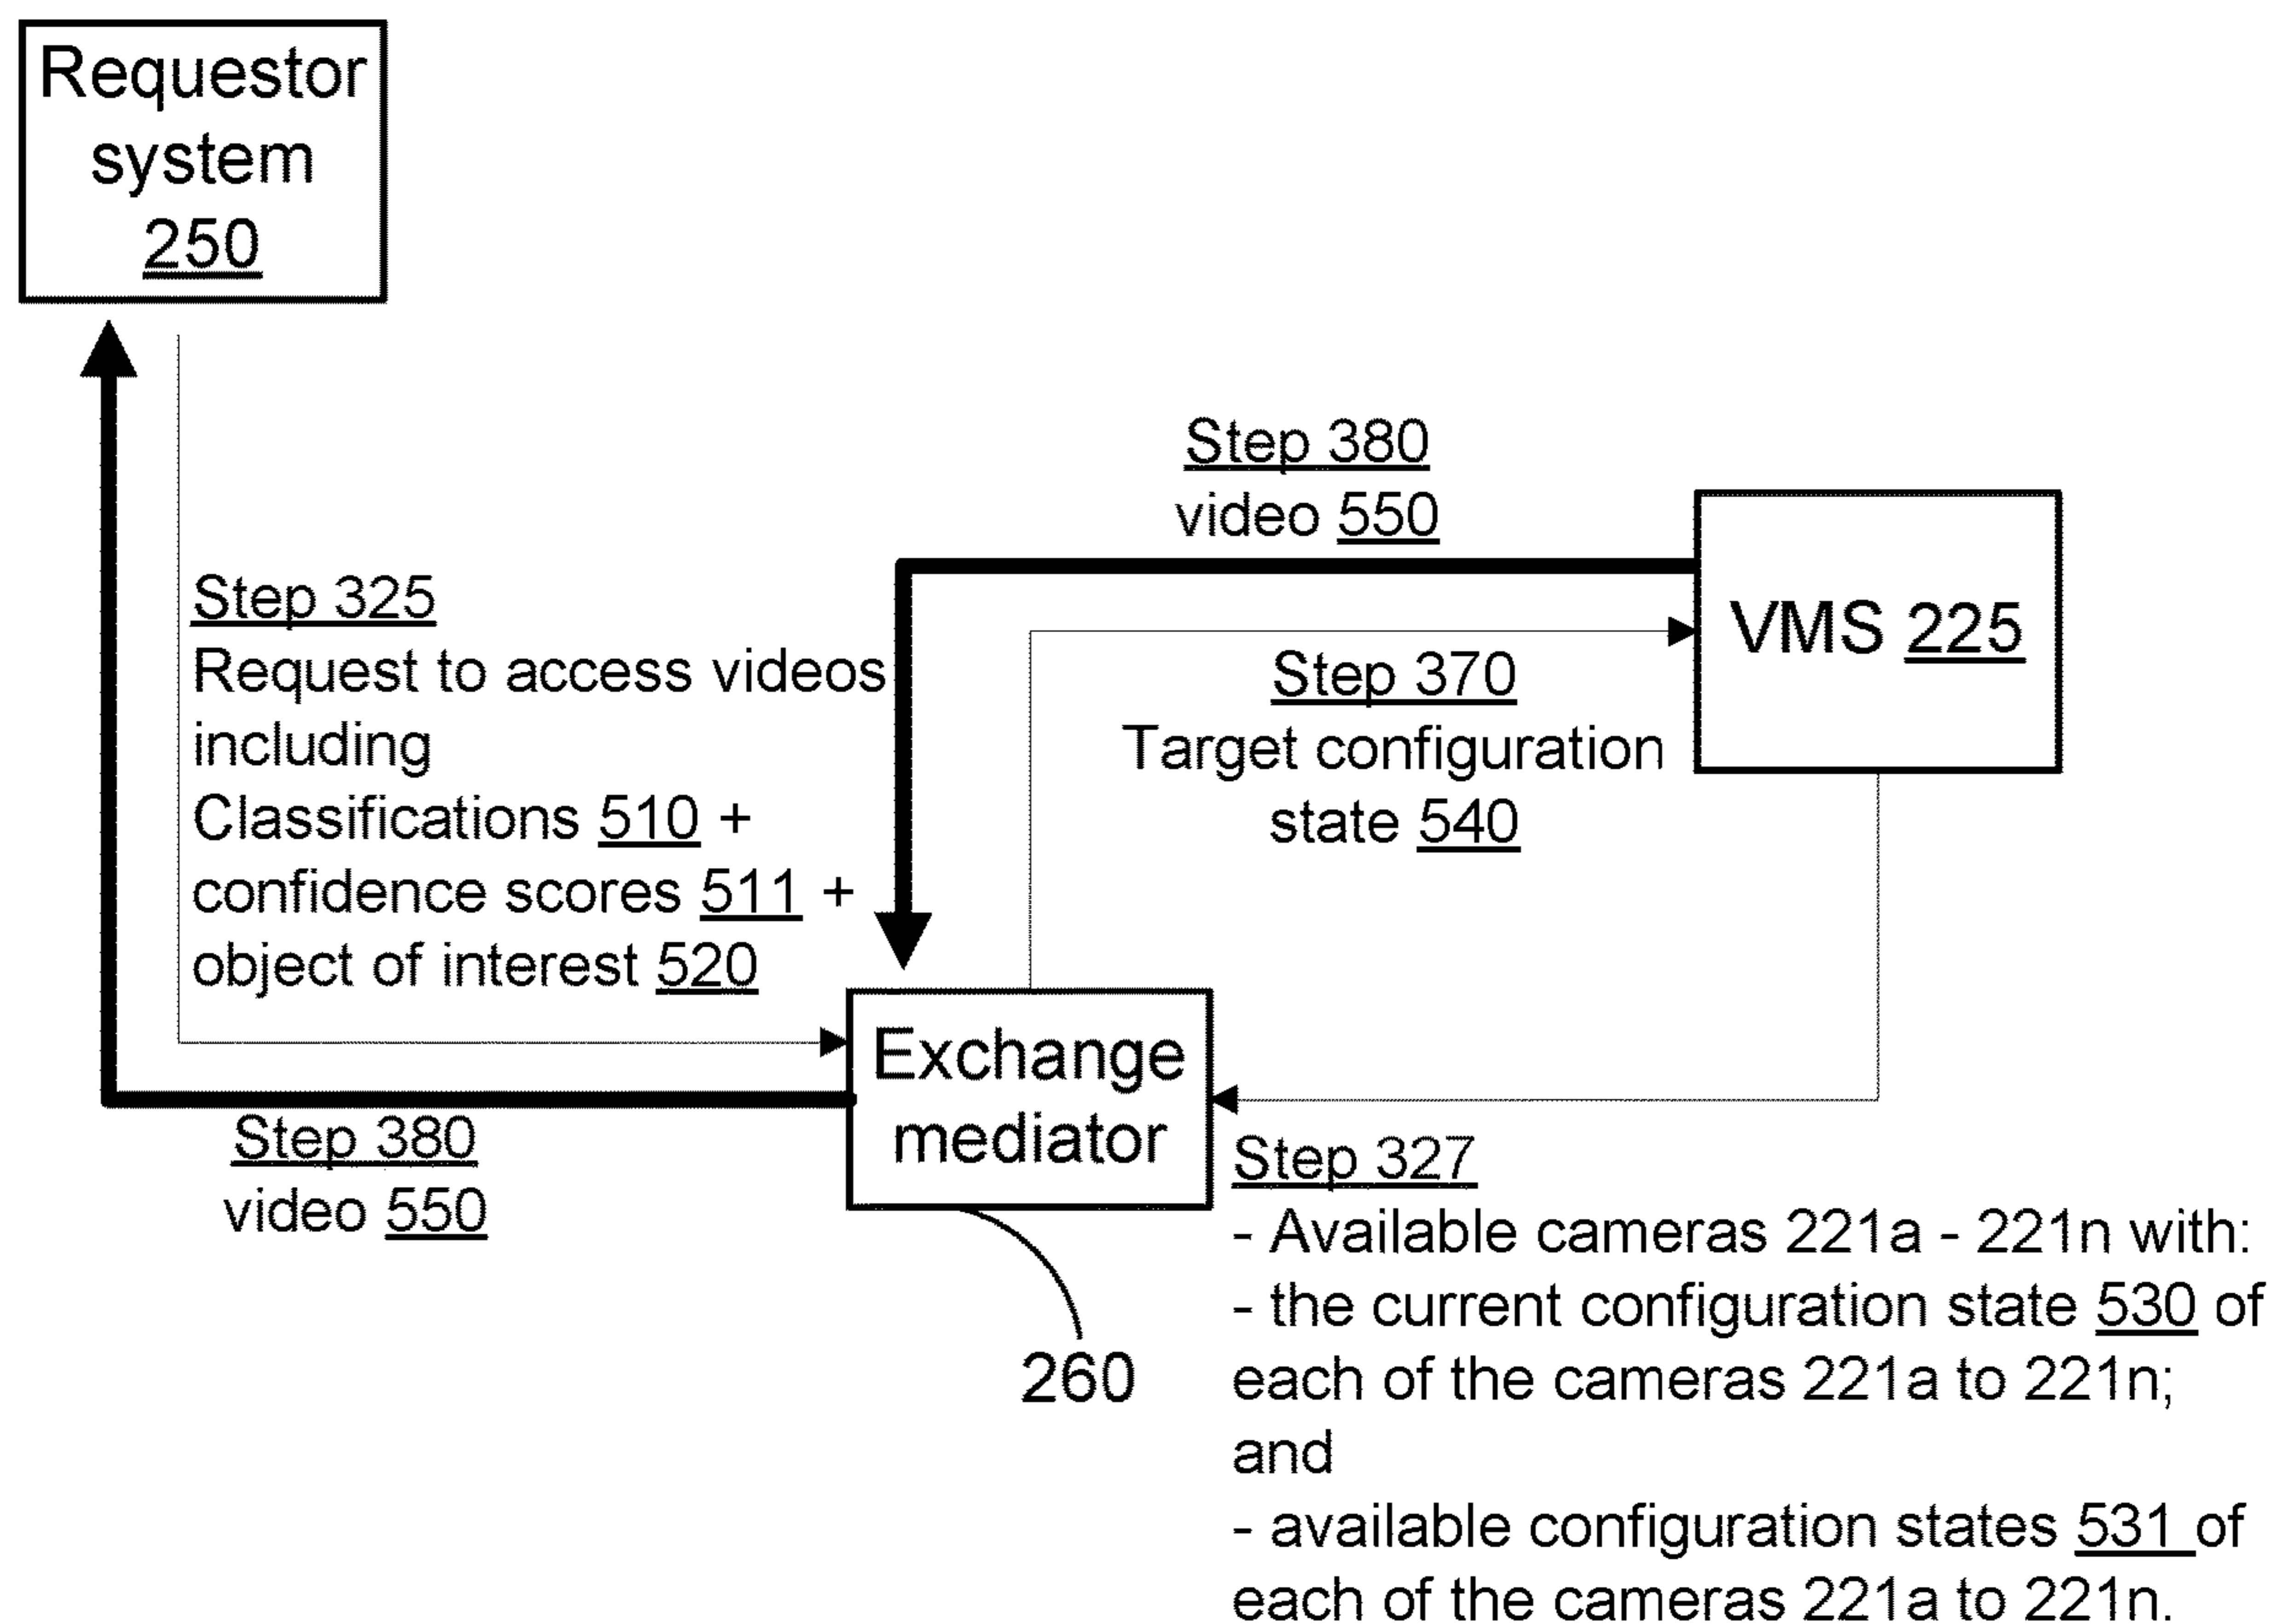 Requestor
system
250
Step 380
video 550
VMS 225
Step 325
Request to access videos
including
Classifications 510 +
confidence scores 511 +
object of interest 520
Step 370
Target configuration
state 540
Exchange
mediator
Step 380
video 550
260
Step 327
- Available cameras 221a - 221n with:
- the current configuration state 530 of
each of the cameras 221a to 221n;
and
- available configuration states 531 of
each of the cameras 221a to 221n.